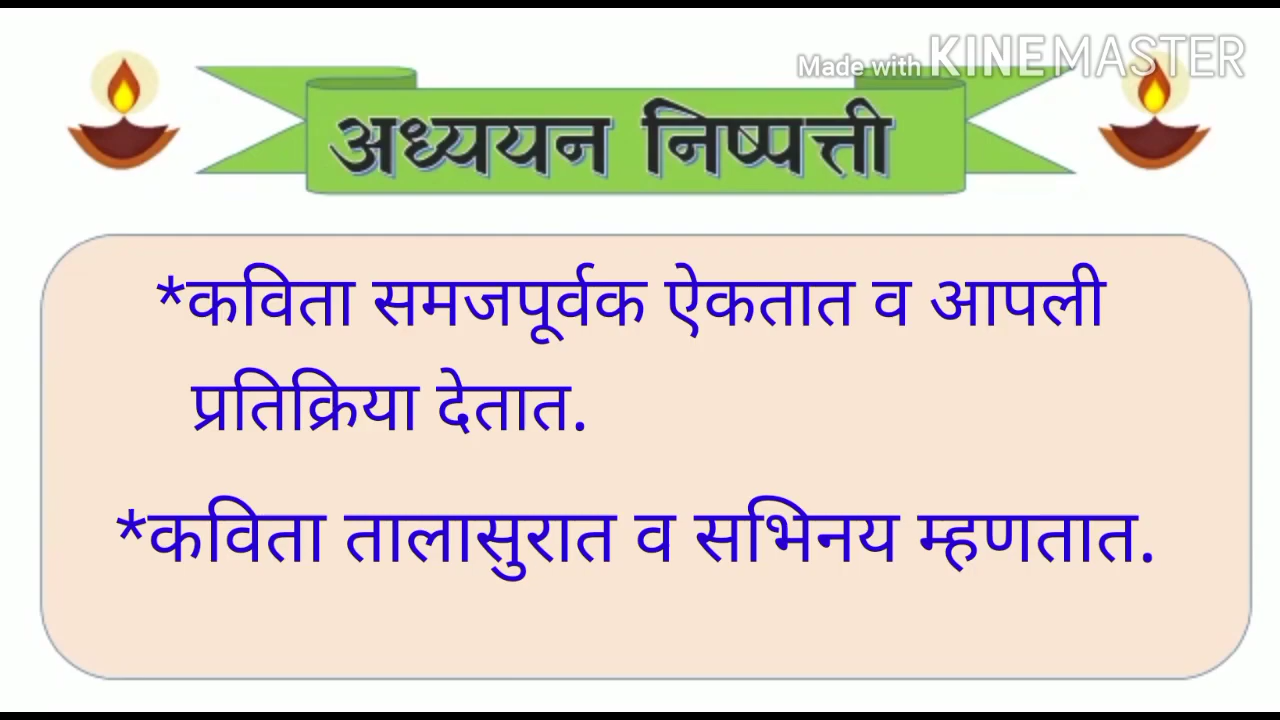 Made with KINEMASTER
अध्ययन निष्पत्ती
*कविता समजपूर्वक ऐकतात व आपली
प्रतिक्रिया देतात.
*कविता तालासुरात व सभिनय म्हणतात.